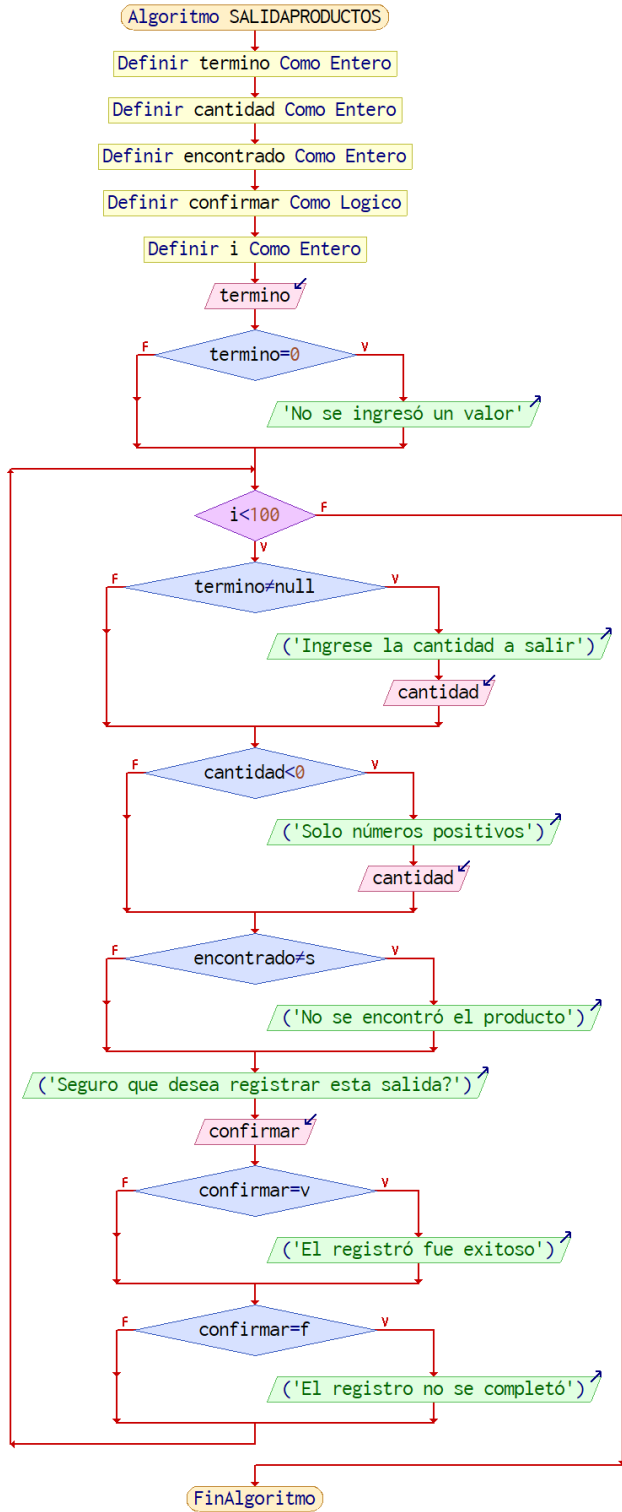 Algoritmo SALIDAPRODUCTOS
Definir termino Como Entero
Definir cantidad Como Entero
Definir encontrado Como Entero
Definir confirmar Como Logico
Definir i Como Entero
termino
F
termino=0
V
'No se ingresó un valor'
i<100
F
V
F
termino≠null
V
('Ingrese la cantidad a salir')
cantidad
F
cantidad<0
V
('Solo números positivos')
cantidad
F
encontrado≠s
V
('No se encontró el producto')
('Seguro que desea registrar esta salida?')
confirmar
F
confirmar=v
V
('El registró fue exitoso')
F
confirmar=f
V
('El registro no se completó')
FinAlgoritmo